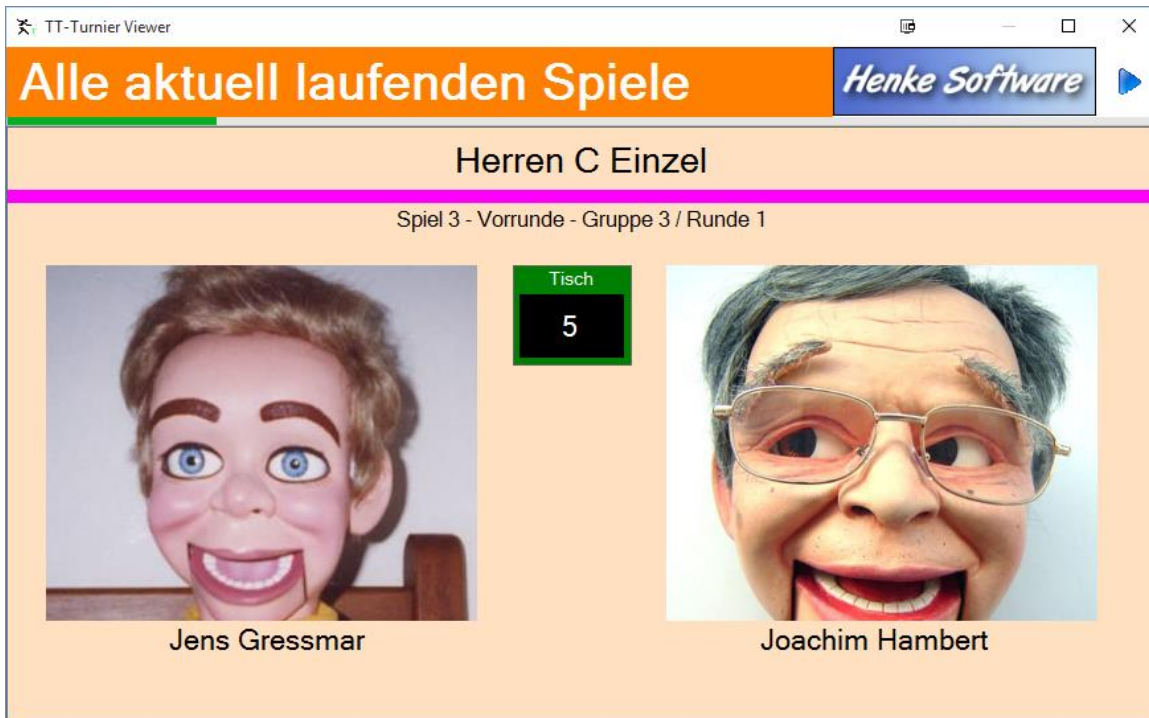 TT-Turnier Viewer
Alle aktuell laufenden Spiele
Henke Software
Herren C Einzel
Spiel 3 - Vorrunde - Gruppe 3 / Runde 1
Tisch
5
Jens Gressmar
Joachim Hambert